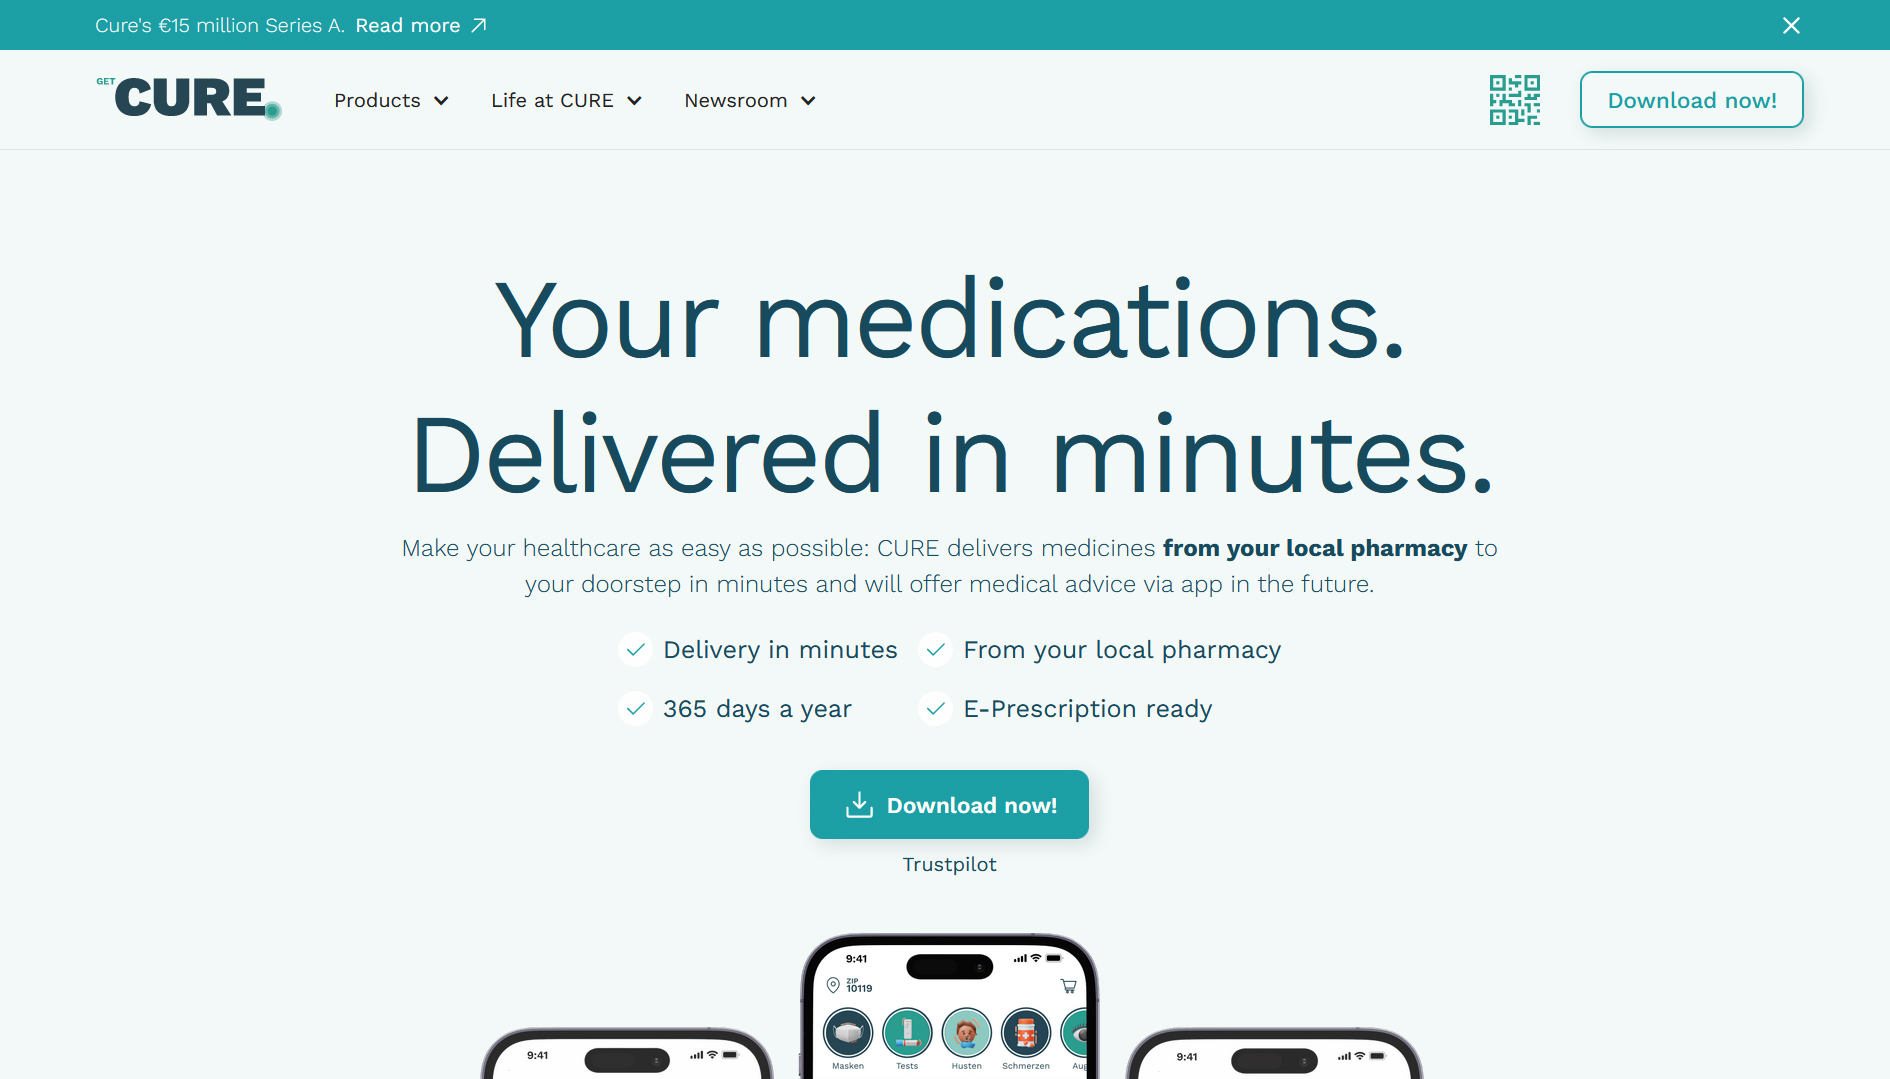 Cure's €15 million Series A. Read more
GET CURE.
Products
Life at CURE
Newsroom
Download now!
Your medications.
Delivered in minutes.
Make your healthcare as easy as possible: CURE delivers medicines from your local pharmacy to
your doorstep in minutes and will offer medical advice via app in the future.
Delivery in minutes
From your local pharmacy
365 days a year
E-Prescription ready
Download now!
Trustpilot
9:41
ZIP
10119
Masken
Tests
Husten
Schmerzen
Aug
9:41
9:41